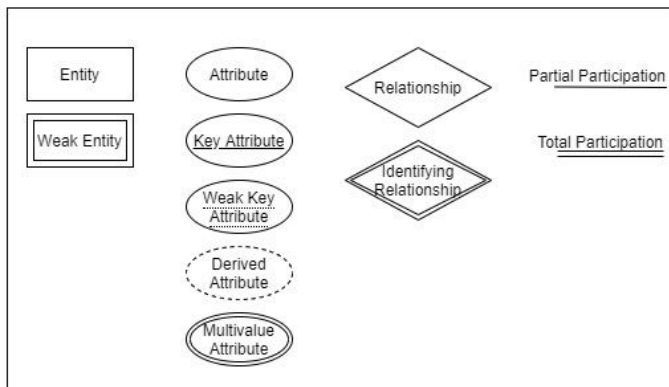 Entity
Attribute
Relationship
Partial Participation
Weak Entity
Key Attribute
Identifying
Relationship
Total Participation
Weak Key
Attribute
Derived
Attribute
Multivalue
Attribute